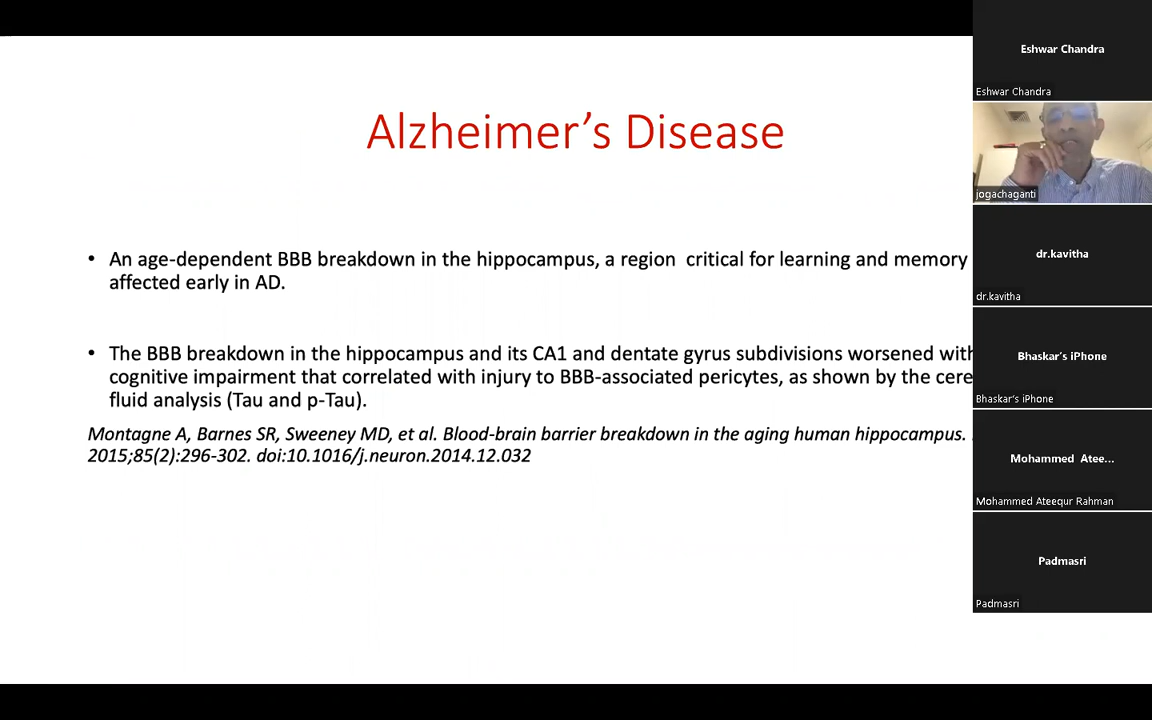 Alzheimer's Disease
• An age-dependent BBB breakdown in the hippocampus, a region critical for learning and memory
affected early in AD.
• The BBB breakdown in the hippocampus and its CA1 and dentate gyrus subdivisions worsened with
cognitive impairment that correlated with injury to BBB-associated pericytes, as shown by the cere
fluid analysis (Tau and p-Tau).
Montagne A, Barnes SR, Sweeney MD, et al. Blood-brain barrier breakdown in the aging human hippocampus.
2015;85(2):296-302. doi:10.1016/j.neuron.2014.12.032
Eshwar Chandra
Eshwar Chandra
jogachaganti
dr.kavitha
dr.kavitha
Bhaskar's iPhone
Bhaskar's iPhone
Mohammed Atee...
Mohammed Ateequr Rahman
Padmasri
Padmasri